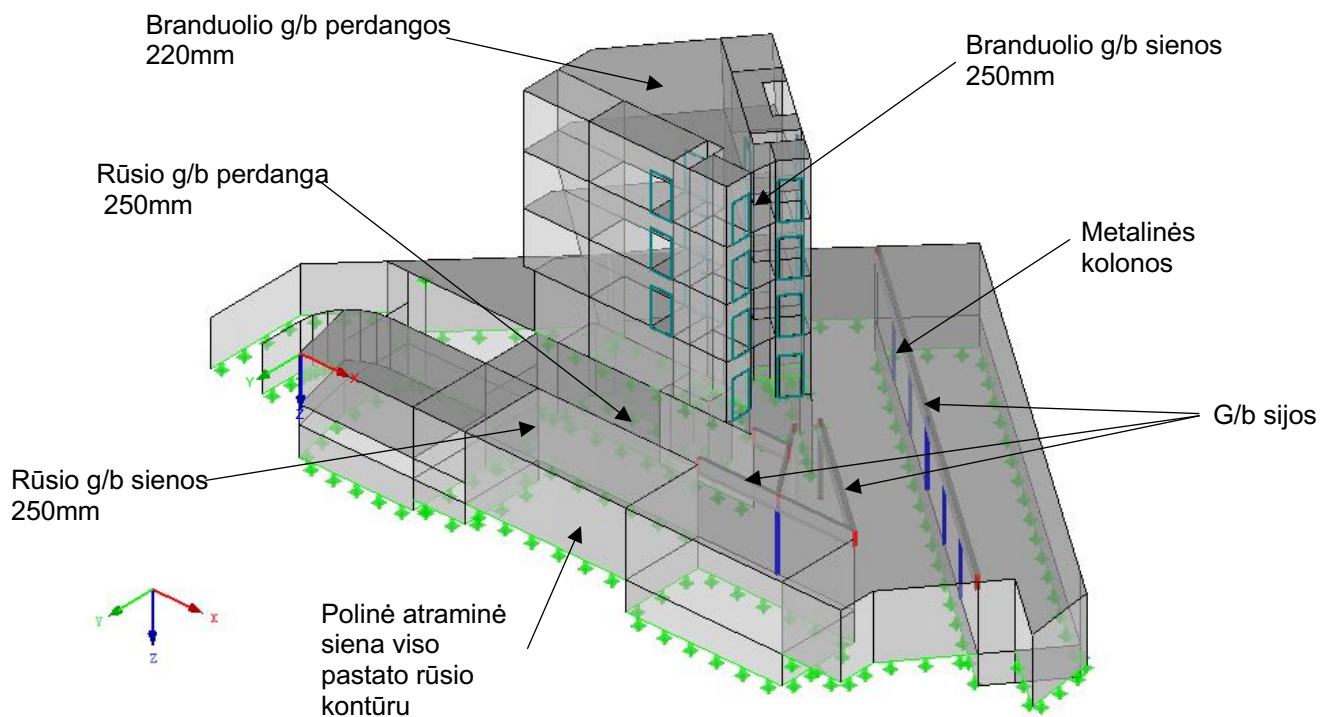 Branduolio g/b perdangos
220mm
Branduolio g/b sienos
250mm
Rūsio g/b perdanga
250mm
Metalinės
kolonos
G/b sijos
Rūsio g/b sienos
250mm
Polinė atraminė
siena viso
pastato rūsio
kontūru
Y
X
Z
Y
X
Z